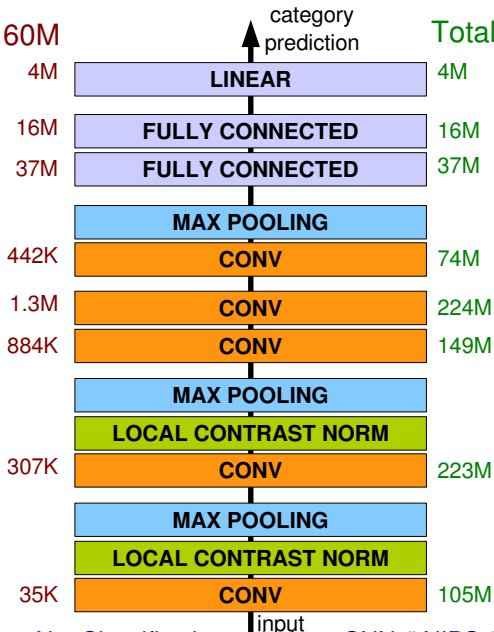 category
60M prediction Total
4M LINEAR 4M
16M FULLY CONNECTED 16M
37M FULLY CONNECTED 37M
MAX POOLING
442K CONV 74M
1.3M CONV 224M
884K CONV 149M
MAX POOLING
LOCAL CONTRAST NORM
307K CONV 223M
MAX POOLING
LOCAL CONTRAST NORM
35K CONV 105M
input